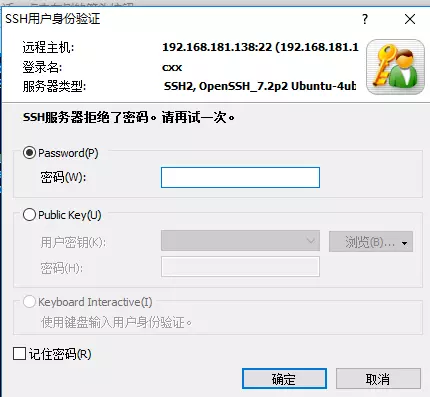 SSH用户身份验证
远程主机: 192.168.181.138:22 (192.168.181.1
登录名: cxx
服务器类型: SSH2, OpenSSH_7.2p2 Ubuntu-4ub
SSH服务器拒绝了密码。请再试一次。
Password(P)
密码(W):
Public Key(U)
用户密钥(K): 浏览(B)...
密码(H):
Keyboard Interactive(I)
使用键盘输入用户身份验证。
记住密码(R)
确定 取消